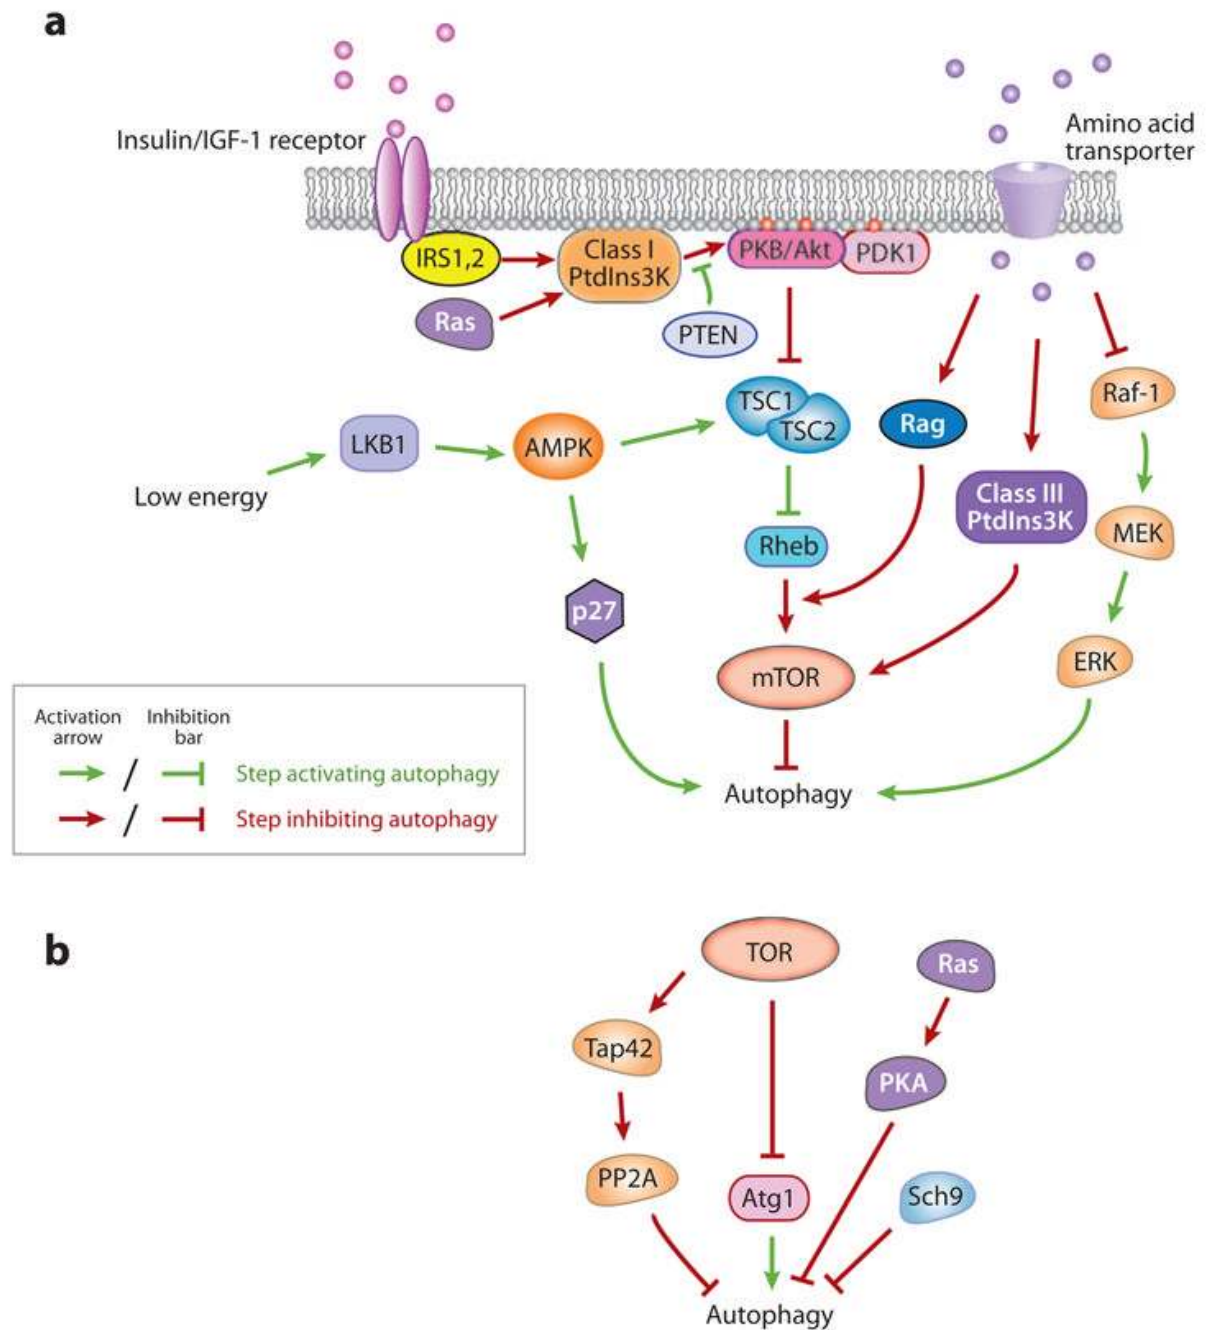 a
Insulin/IGF-1 receptor
Amino acid
transporter
IRS1,2
Class I
PtdIns3K
PKB/Akt
PDK1
Ras
PTEN
TSC1
TSC2
Rag
Raf-1
LKB1
AMPK
Low energy
Class III
PtdIns3K
MEK
Rheb
p27
ERK
mTOR
Autophagy
Activation
arrow
Inhibition
bar
/
Step activating autophagy
/
Step inhibiting autophagy
b
TOR
Ras
Tap42
PKA
PP2A
Atg1
Sch9
Autophagy